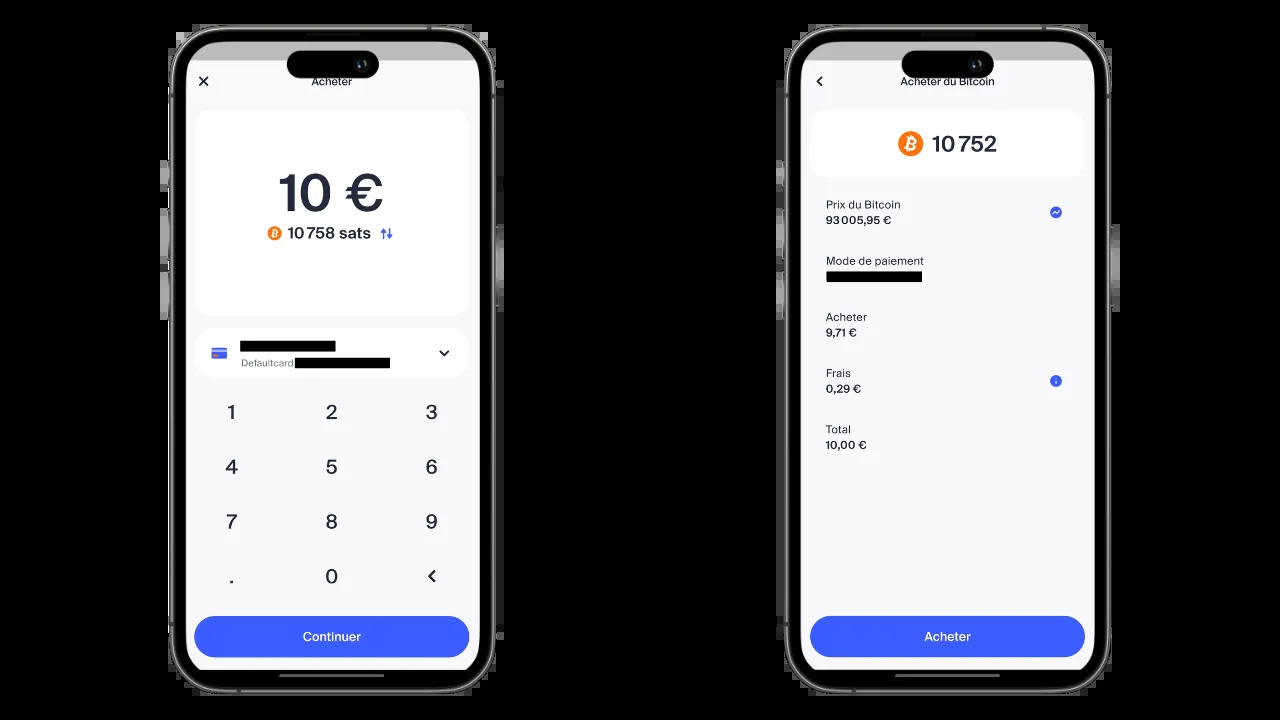 Acheter
10 €
10 758 sats
Defaultcard
1 2 3
4 5 6
7 8 9
. 0
Continuer
Acheter du Bitcoin
10 752
Prix du Bitcoin
93 005,95 €
Mode de paiement
Acheter
9,71 €
Frais
0,29 €
Total
10,00 €
Acheter